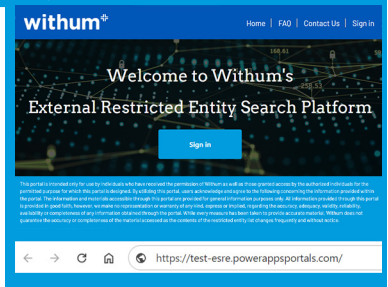 withum+
Home | FAQ | Contact Us | Sign in
168.61
258.53
Welcome to Withum's
External Restricted Entity Search Platform
Sign in
This portal is intended only for use by individuals who have received the permission of Withum as well as those granted access by the authorized individuals for the
permitted purpose for which this portal is designed. By utilizing this portal, users acknowledge and agree to the following concerning the information provided within
the portal. The information and materials accessible through this portal are provided for general information purposes only. All information provided through this portal
is provided in good faith, however, we make no representation or warranty of any kind, express or implied, regarding the accuracy, adequacy, validity, reliability,
availability or completeness of any information obtained through the portal. While every measure has been taken to provide accurate material, Withum does not
guarantee the accuracy or completeness of the material accessed as the contents of the restricted entity list changes frequently and without notice.
https://test-esre.powerappsportals.com/